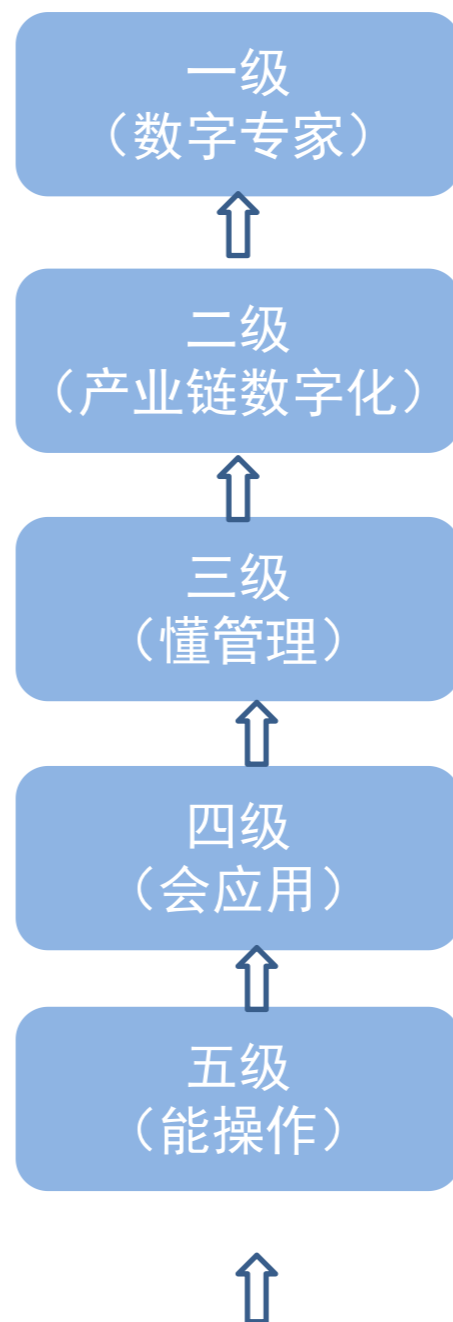 一级
（数字专家）
二级
（产业链数字化）
三级
（懂管理）
四级
（会应用）
五级
（能操作）